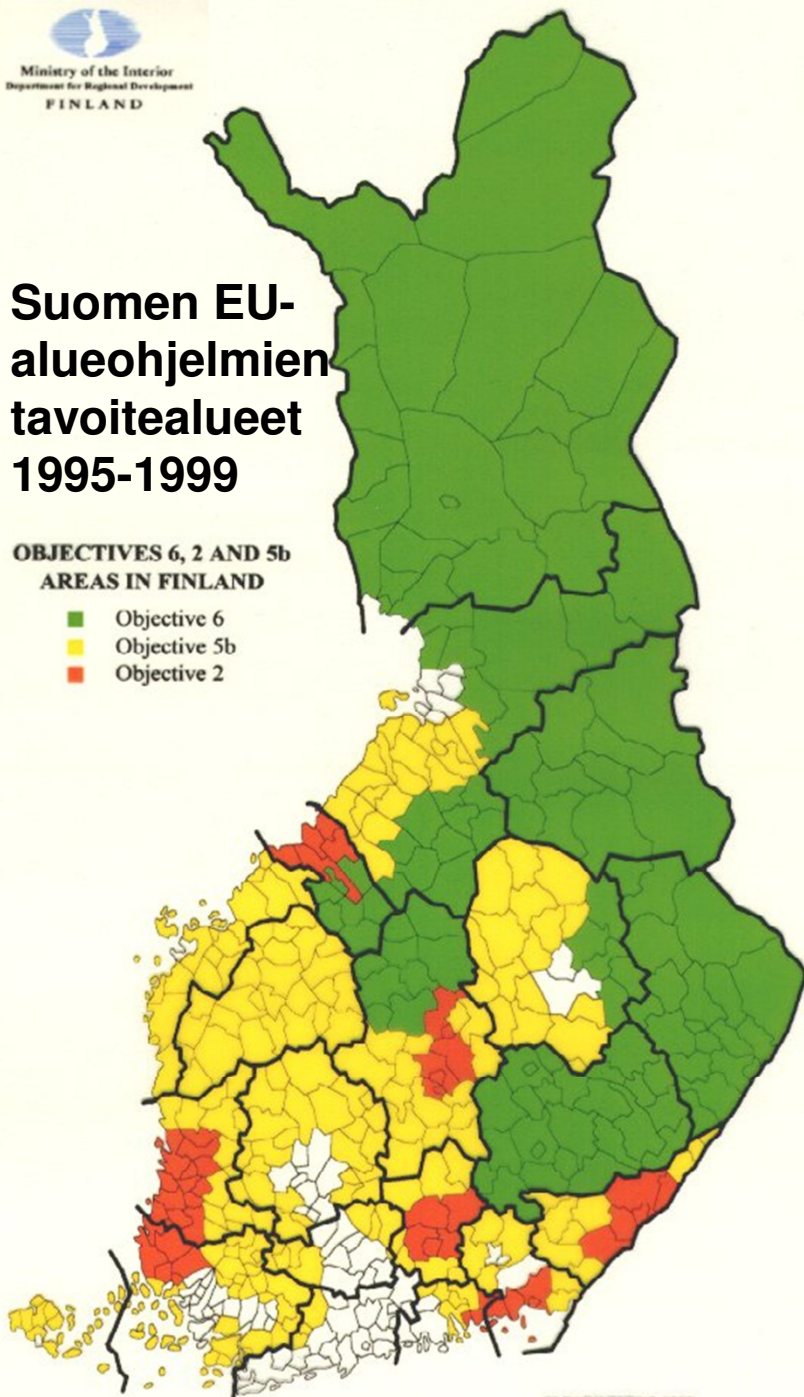 Ministry of the Interior
Department for Regional Development
FINLAND
Suomen EU-
alueohjelmien
tavoitealueet
1995-1999
OBJECTIVES 6, 2 AND 5b
AREAS IN FINLAND
Objective 6
Objective 5b
Objective 2